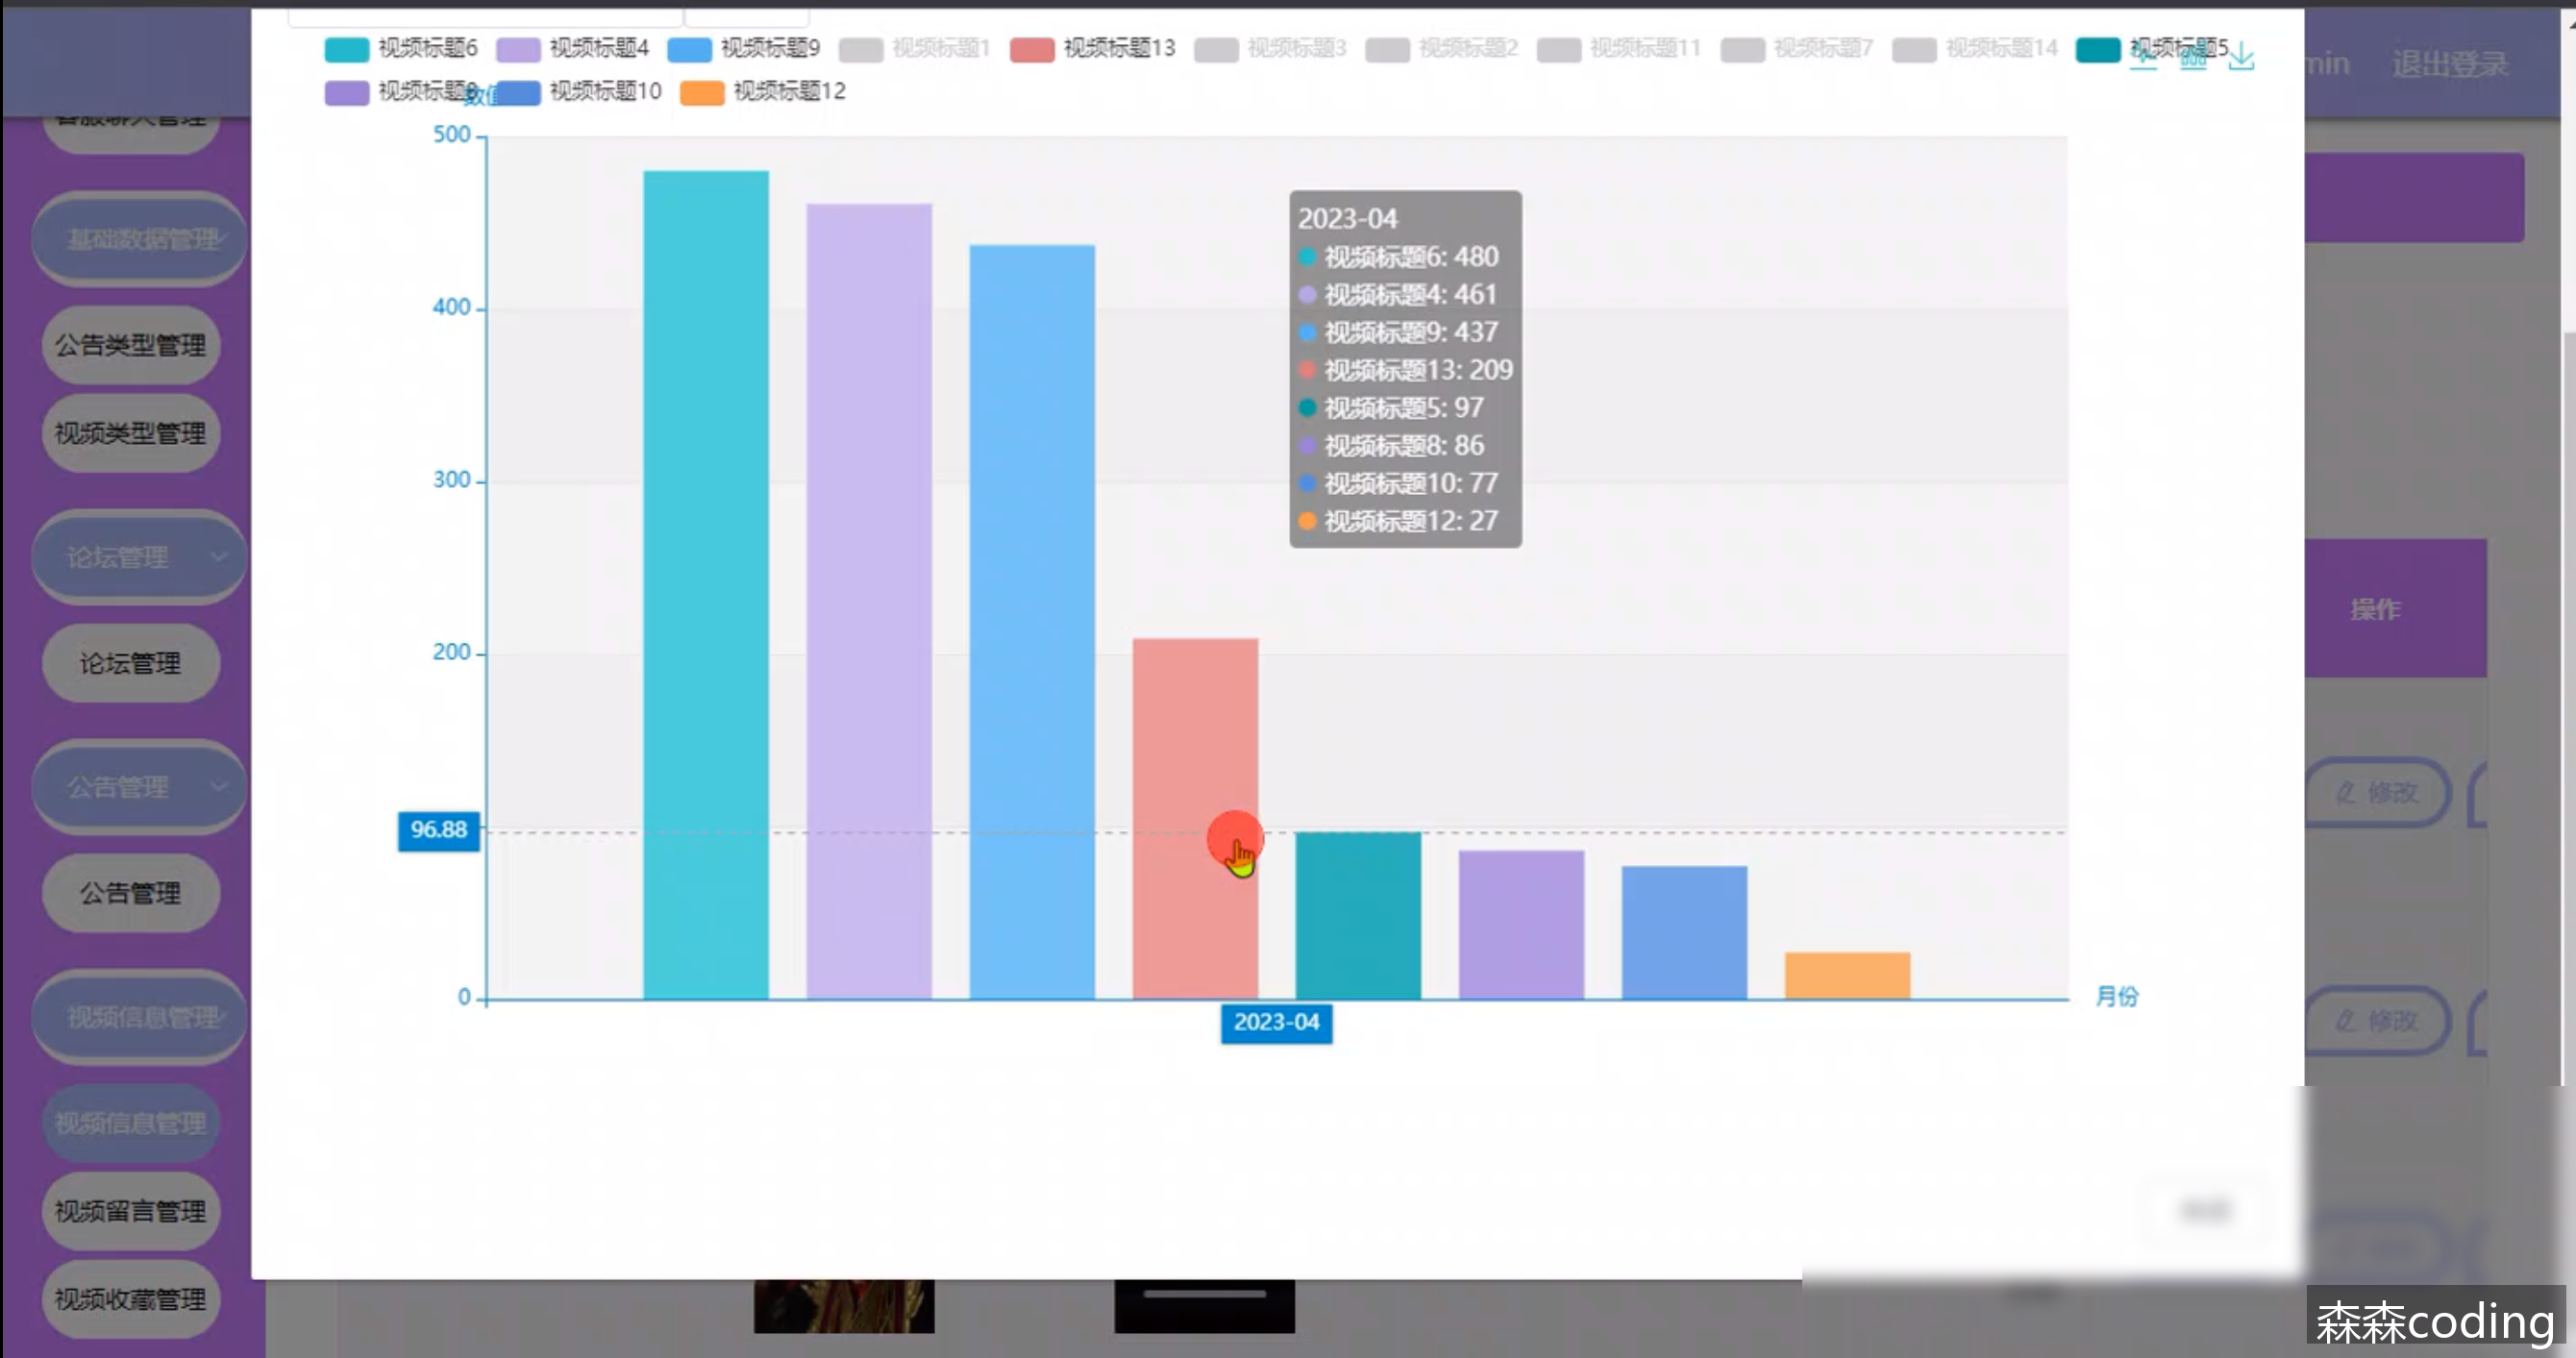 视频标题6 视频标题4 视频标题9 视频标题1 视频标题13 视频标题3 视频标题2 视频标题11 视频标题7 视频标题14 视频标题5
视频标题8 视频标题10 视频标题12
数值
min 退出登录
客服聊天管理
基础数据管理
公告类型管理
视频类型管理
论坛管理
论坛管理
公告管理
公告管理
视频信息管理
视频信息管理
视频留言管理
视频收藏管理
500
400
300
200
96.88
0
2023-04
视频标题6: 480
视频标题4: 461
视频标题9: 437
视频标题13: 209
视频标题5: 97
视频标题8: 86
视频标题10: 77
视频标题12: 27
2023-04
月份
操作
修改
修改
森森coding